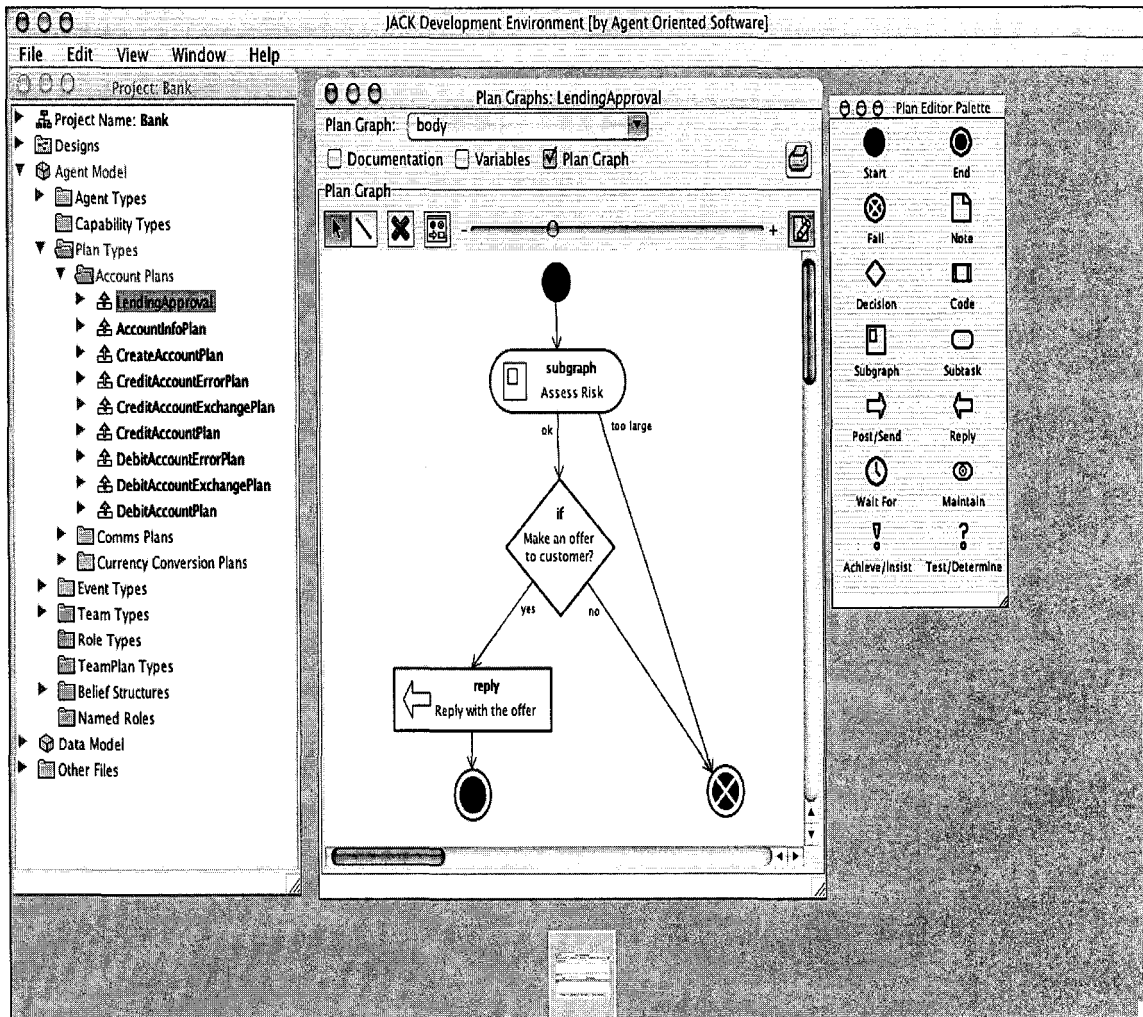 JACK Development Environment [by Agent Oriented Software]
File Edit View Window Help
Project: Bank
Project Name: Bank
Designs
Agent Model
Agent Types
Capability Types
Plan Types
Account Plans
LendingApproval
AccountInfoPlan
CreateAccountPlan
CreditAccountErrorPlan
CreditAccountExchangePlan
CreditAccountPlan
DebitAccountErrorPlan
DebitAccountExchangePlan
DebitAccountPlan
Comms Plans
Currency Conversion Plans
Event Types
Team Types
Role Types
TeamPlan Types
Belief Structures
Named Roles
Data Model
Other Files
Plan Graphs: LendingApproval
Plan Graph: body
Documentation Variables Plan Graph
Plan Graph
- +
subgraph
Assess Risk
ok too large
if
Make an offer
to customer?
yes no
reply
Reply with the offer
Plan Editor Palette
Start End
Fail Note
Decision Code
Subgraph Subtask
Post/Send Reply
Wait For Maintain
Achieve/Insist Test/Determine